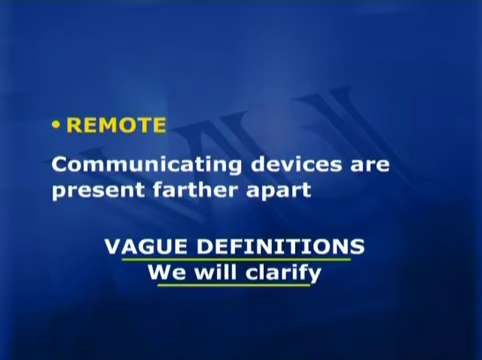 • REMOTE
Communicating devices are
present farther apart
VAGUE DEFINITIONS
We will clarify